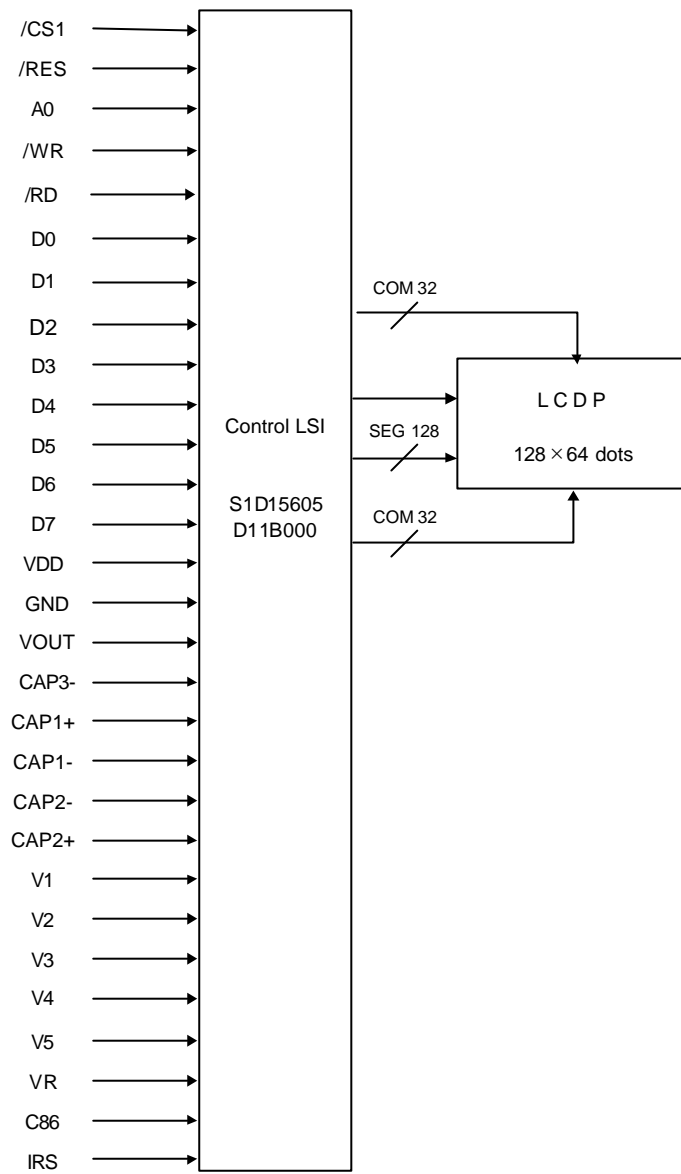 /CS1
/RES
A0
/WR
/RD
D0
D1
D2
D3
D4
D5
D6
D7
VDD
GND
VOUT
CAP3-
CAP1+
CAP1-
CAP2-
CAP2+
V1
V2
V3
V4
V5
VR
C86
IRS
Control LSI
S1D15605
D11B000
COM 32
SEG 128
COM 32
L C D P
128×64 dots